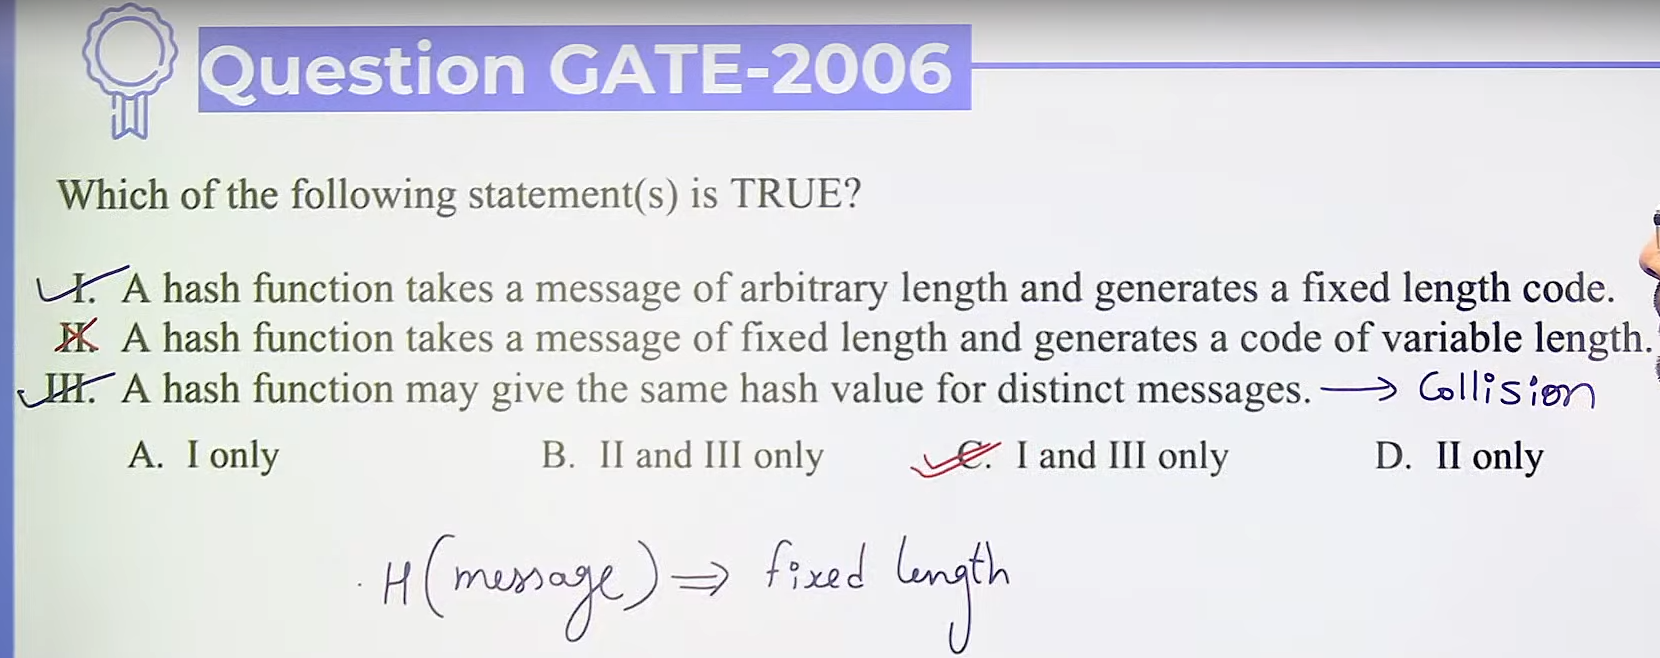 Question GATE-2006
Which of the following statement(s) is TRUE?
I. A hash function takes a message of arbitrary length and generates a fixed length code.
II. A hash function takes a message of fixed length and generates a code of variable length.
III. A hash function may give the same hash value for distinct messages. → Collision
A. I only B. II and III only C. I and III only D. II only
H(message) ⇒ fixed length